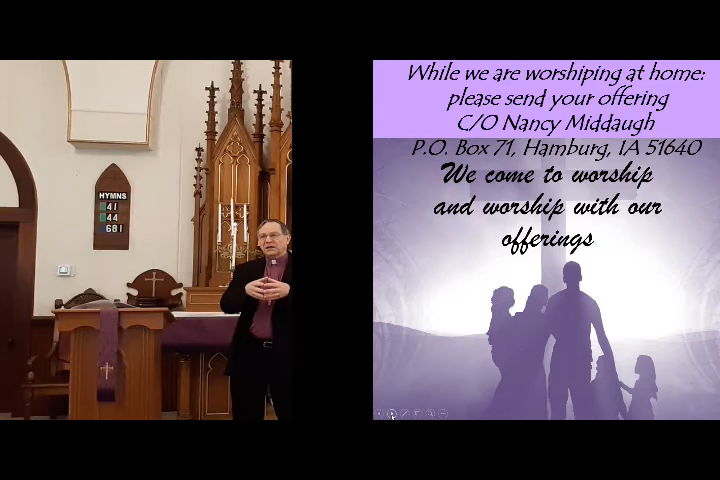 HYMNS
41
44
681
While we are worshiping at home:
please send your offering
C/O Nancy Middaugh
P.O. Box 71, Hamburg, IA 51640
We come to worship
and worship with our
offerings